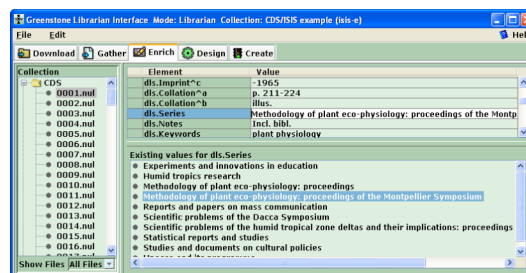 Greenstone Librarian Interface Mode: Librarian Collection: CDS/ISIS example (isis-e)
File Edit Hel
Download Gather Enrich Design Create
Collection
CDS
0001.nul
0002.nul
0003.nul
0004.nul
0005.nul
0006.nul
0007.nul
0008.nul
0009.nul
0010.nul
0011.nul
0012.nul
0013.nul
0014.nul
0015.nul
0016.nul
Show Files All Files
Element Value
dls.Imprint^c -1965
dls.Collation^a p. 211-224
dls.Collation^b illus.
dls.Series Methodology of plant eco-physiology: proceedings of the Montp
dls.Notes Incl. bibl.
dls.Keywords plant physiology
Existing values for dls.Series
Experiments and innovations in education
Humid tropics research
Methodology of plant eco-physiology: proceedings
Methodology of plant eco-physiology: proceedings of the Montpellier Symposium
Reports and papers on mass communication
Scientific problems of the Dacca Symposium
Scientific problems of the humid tropical zone deltas and their implications: proceedings
Statistical reports and studies
Studies and documents on cultural policies